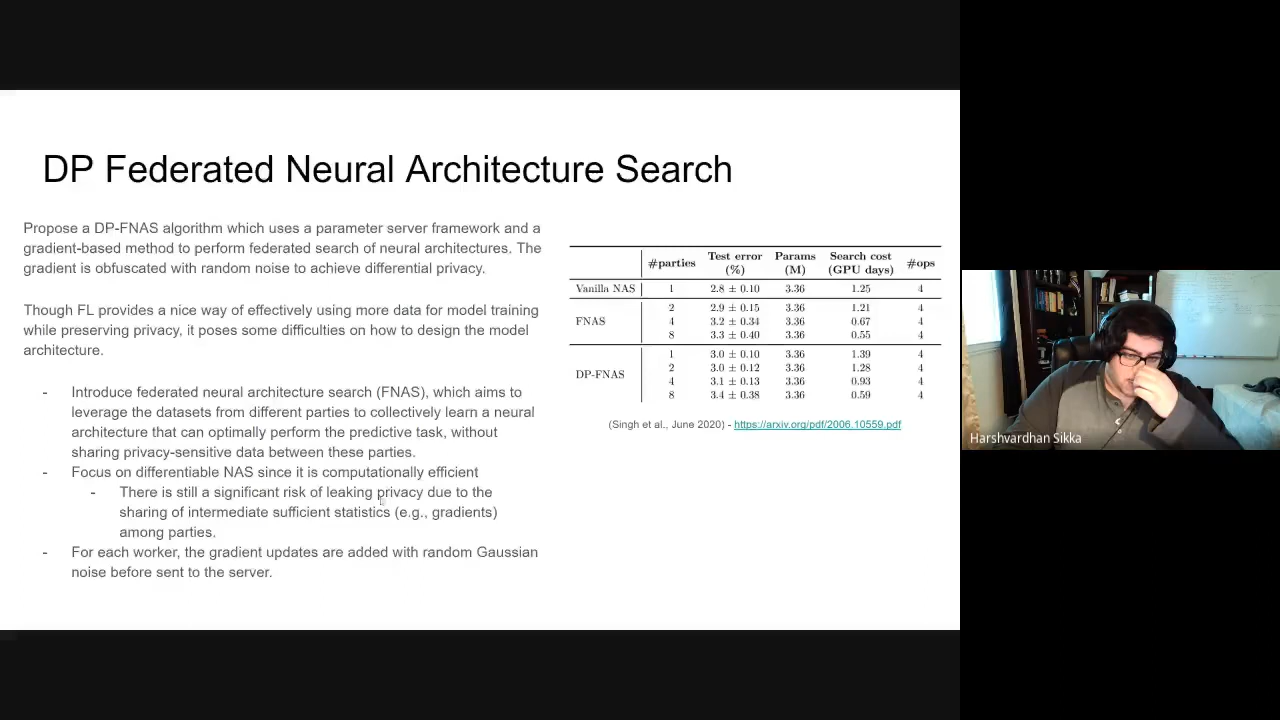 DP Federated Neural Architecture Search
Propose a DP-FNAS algorithm which uses a parameter server framework and a
gradient-based method to perform federated search of neural architectures. The
gradient is obfuscated with random noise to achieve differential privacy.
Though FL provides a nice way of effectively using more data for model training
while preserving privacy, it poses some difficulties on how to design the model
architecture.
- Introduce federated neural architecture search (FNAS), which aims to
leverage the datasets from different parties to collectively learn a neural
architecture that can optimally perform the predictive task, without
sharing privacy-sensitive data between these parties.
- Focus on differentiable NAS since it is computationally efficient
- There is still a significant risk of leaking privacy due to the
sharing of intermediate sufficient statistics (e.g., gradients)
among parties.
- For each worker, the gradient updates are added with random Gaussian
noise before sent to the server.
#parties Test error (%) Params (M) Search cost (GPU days) #ops
Vanilla NAS 1 2.8 ± 0.10 3.36 1.25 4
FNAS
2 2.9 ± 0.15 3.36 1.21 4
4 3.2 ± 0.34 3.36 0.67 4
8 3.3 ± 0.40 3.36 0.55 4
DP-FNAS
1 3.0 ± 0.10 3.36 1.39 4
2 3.0 ± 0.12 3.36 1.28 4
4 3.1 ± 0.13 3.36 0.93 4
8 3.4 ± 0.38 3.36 0.59 4
(Singh et al., June 2020) - https://arxiv.org/pdf/2006.10559.pdf
Harshvardhan Sikka